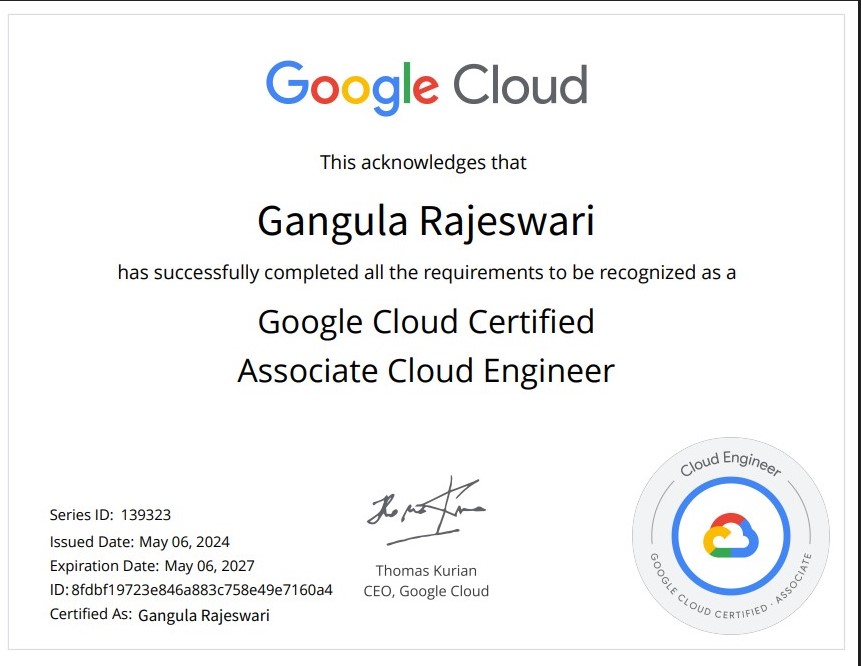 Google Cloud
This acknowledges that
Gangula Rajeswari
has successfully completed all the requirements to be recognized as a
Google Cloud Certified
Associate Cloud Engineer
Series ID: 139323
Issued Date: May 06, 2024
Expiration Date: May 06, 2027
ID: 8fdbf19723e846a883c758e49e7160a4
Certified As: Gangula Rajeswari
Thomas Kurian
CEO, Google Cloud
Cloud Engineer
GOOGLE CLOUD CERTIFIED · ASSOCIATE